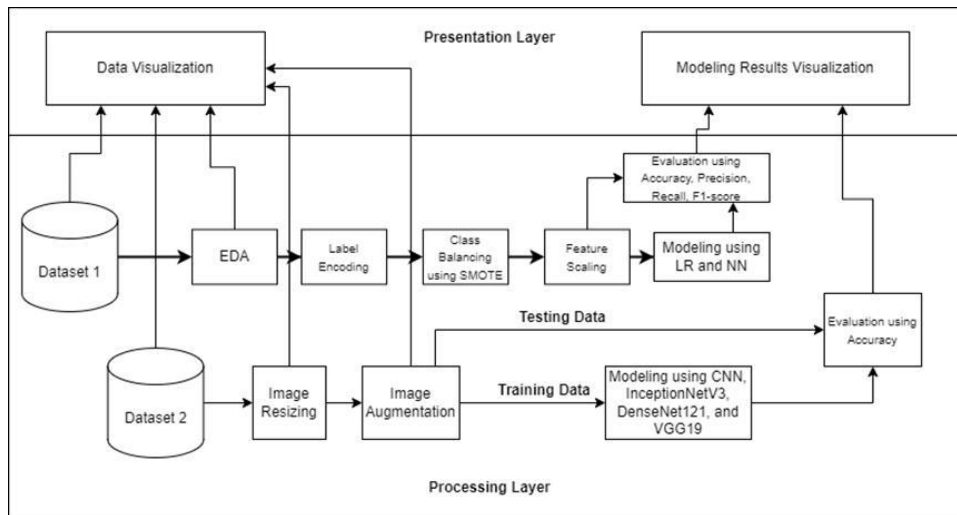 Presentation Layer
Data Visualization
Modeling Results Visualization
Evaluation using
Accuracy, Precision,
Recall, F1-score
Dataset 1
EDA
Label
Encoding
Class
Balancing
using SMOTE
Feature
Scaling
Modeling using
LR and NN
Testing Data
Evaluation using
Accuracy
Dataset 2
Image
Resizing
Image
Augmentation
Training Data
Modeling using CNN,
InceptionNetV3,
DenseNet121, and
VGG19
Processing Layer